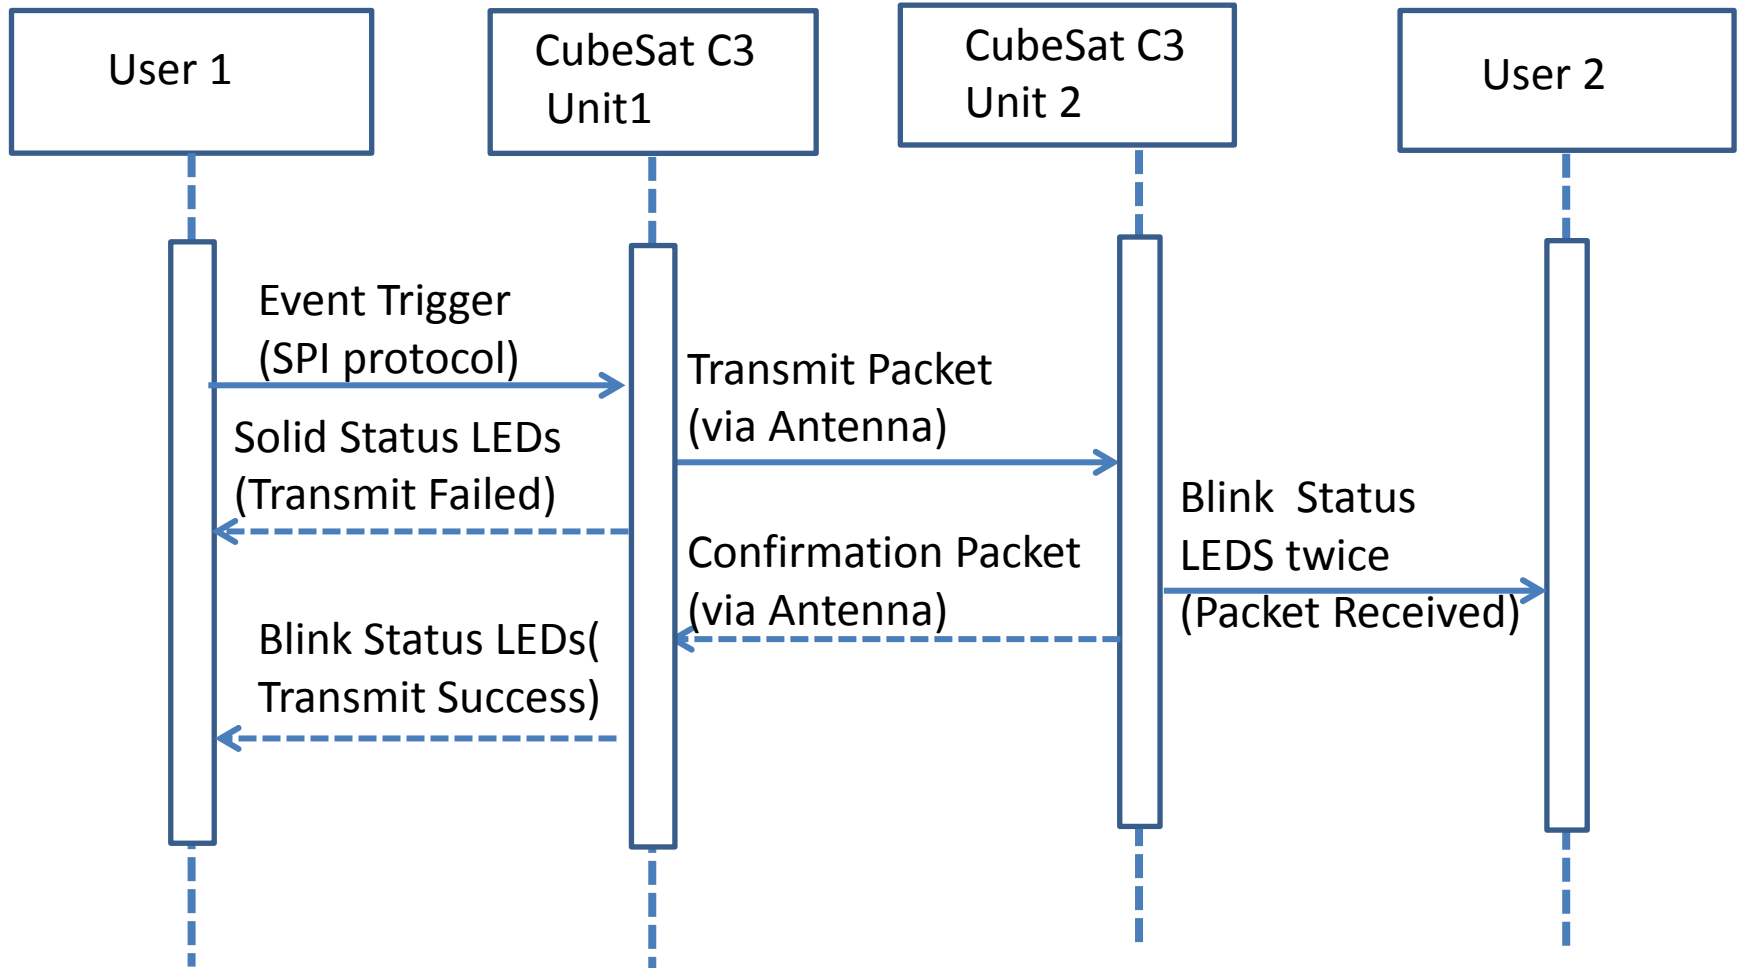 User 1
CubeSat C3
Unit1
CubeSat C3
Unit 2
User 2
Event Trigger
(SPI protocol)
Transmit Packet
(via Antenna)
Solid Status LEDs
(Transmit Failed)
Blink  Status
LEDS twice
(Packet Received)
Confirmation Packet
(via Antenna)
Blink Status LEDs(
Transmit Success)